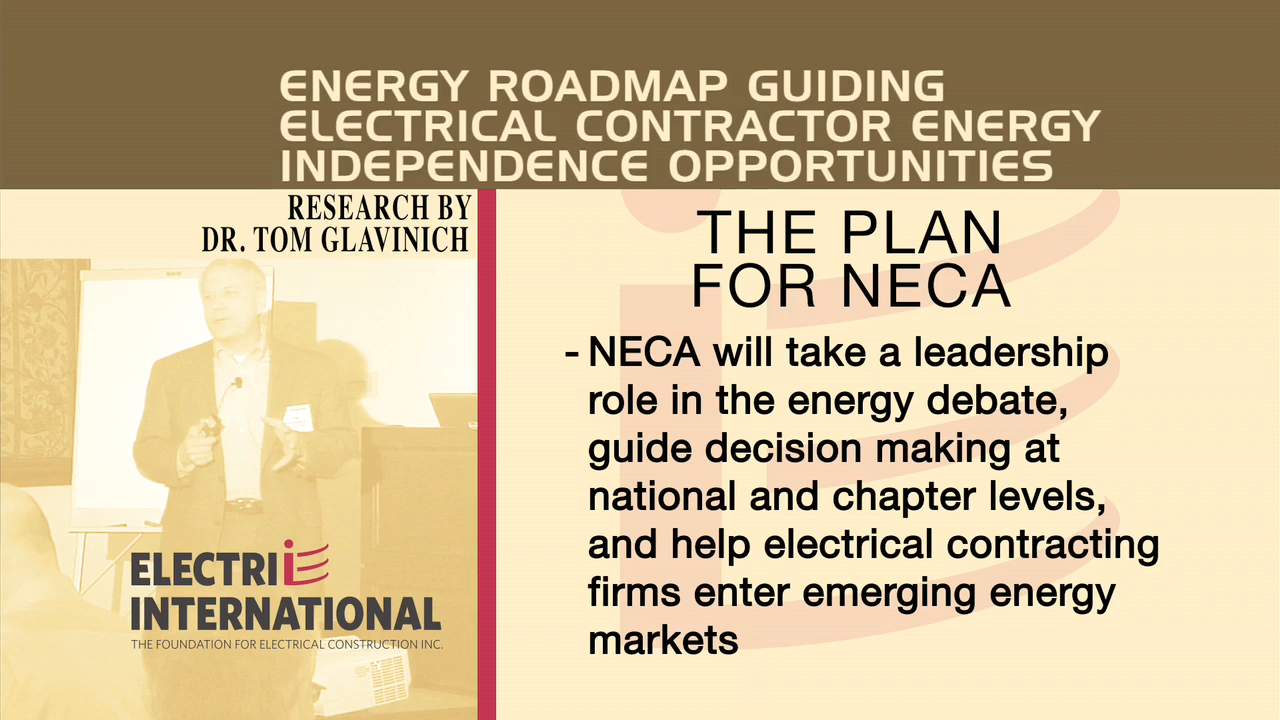 ENERGY ROADMAP GUIDING
ELECTRICAL CONTRACTOR ENERGY
INDEPENDENCE OPPORTUNITIES
RESEARCH BY
DR. TOM GLAVINICH
THE PLAN
FOR NECA
- NECA will take a leadership
role in the energy debate,
guide decision making at
national and chapter levels,
and help electrical contracting
firms enter emerging energy
markets
ELECTRI
INTERNATIONAL
THE FOUNDATION FOR ELECTRICAL CONSTRUCTION INC.